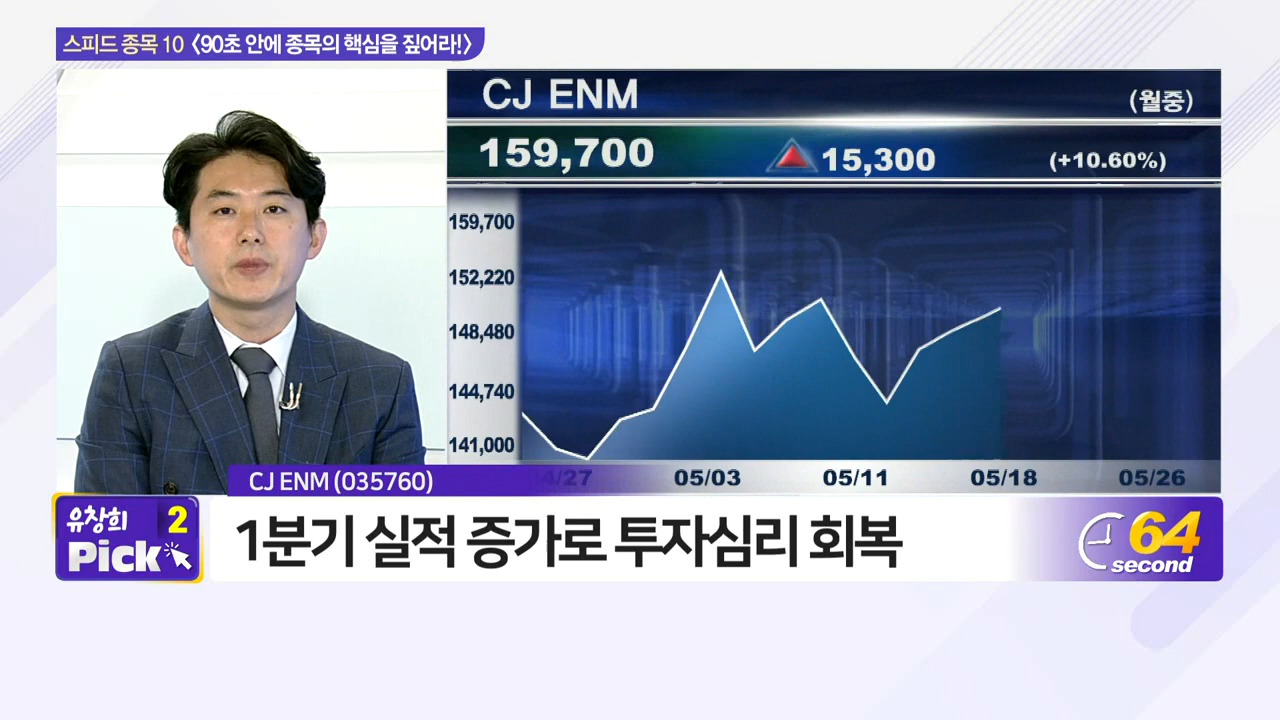 스피드 종목 10 <90초 안에 종목의 핵심을 짚어라!>
CJ ENM
(월중)
159,700
15,300
(+10.60%)
159,700
152,220
148,480
144,740
141,000
/27
05/03
05/11
05/18
05/26
CJ ENM (035760)
유창희 2
Pick
1분기 실적 증가로 투자심리 회복
64
second